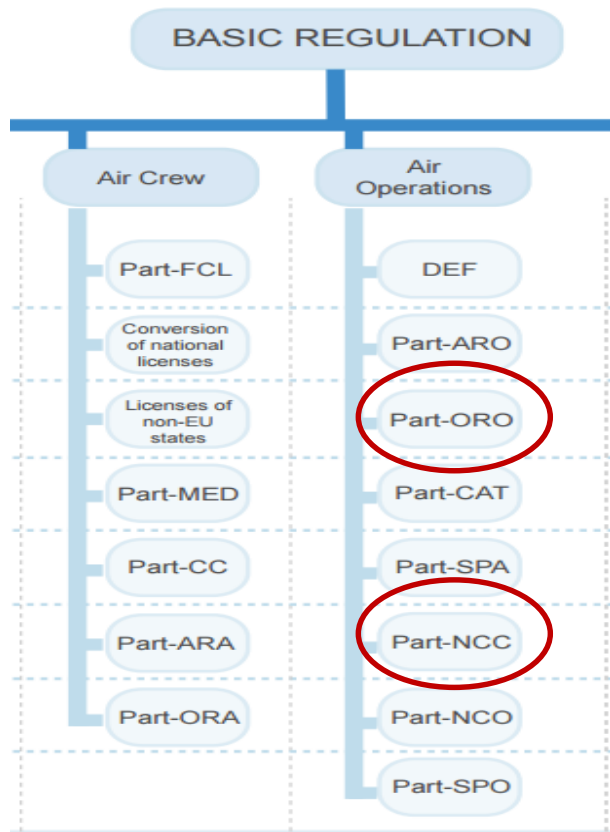 BASIC REGULATION
Air Crew
Part-FCL
Conversion
of national
licenses
Licenses of
non-EU
states
Part-MED
Part-CC
Part-ARA
Part-ORA
Air
Operations
DEF
Part-ARO
Part-ORO
Part-CAT
Part-SPA
Part-NCC
Part-NCO
Part-SPO